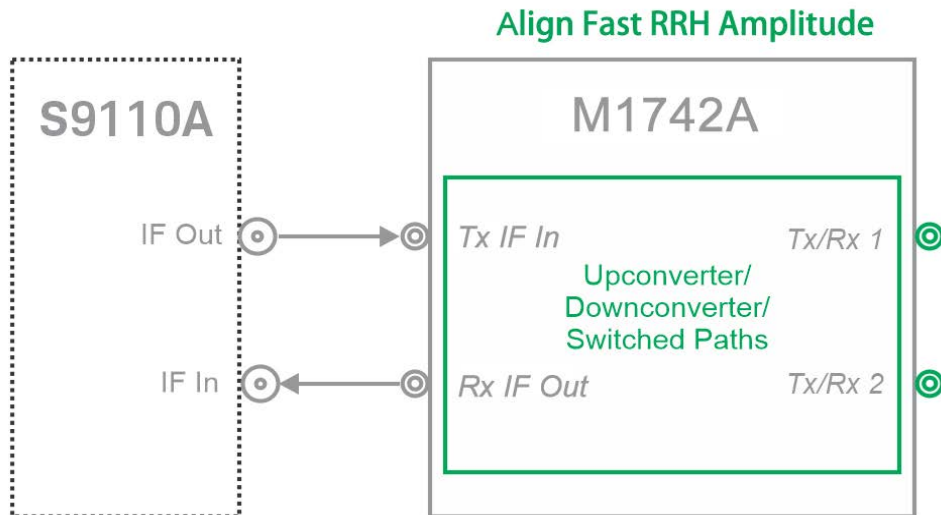 Align Fast RRH Amplitude
S9110A
M1742A
IF Out
Tx IF In
Tx/Rx 1
Upconverter/
Downconverter/
Switched Paths
IF In
Rx IF Out
Tx/Rx 2